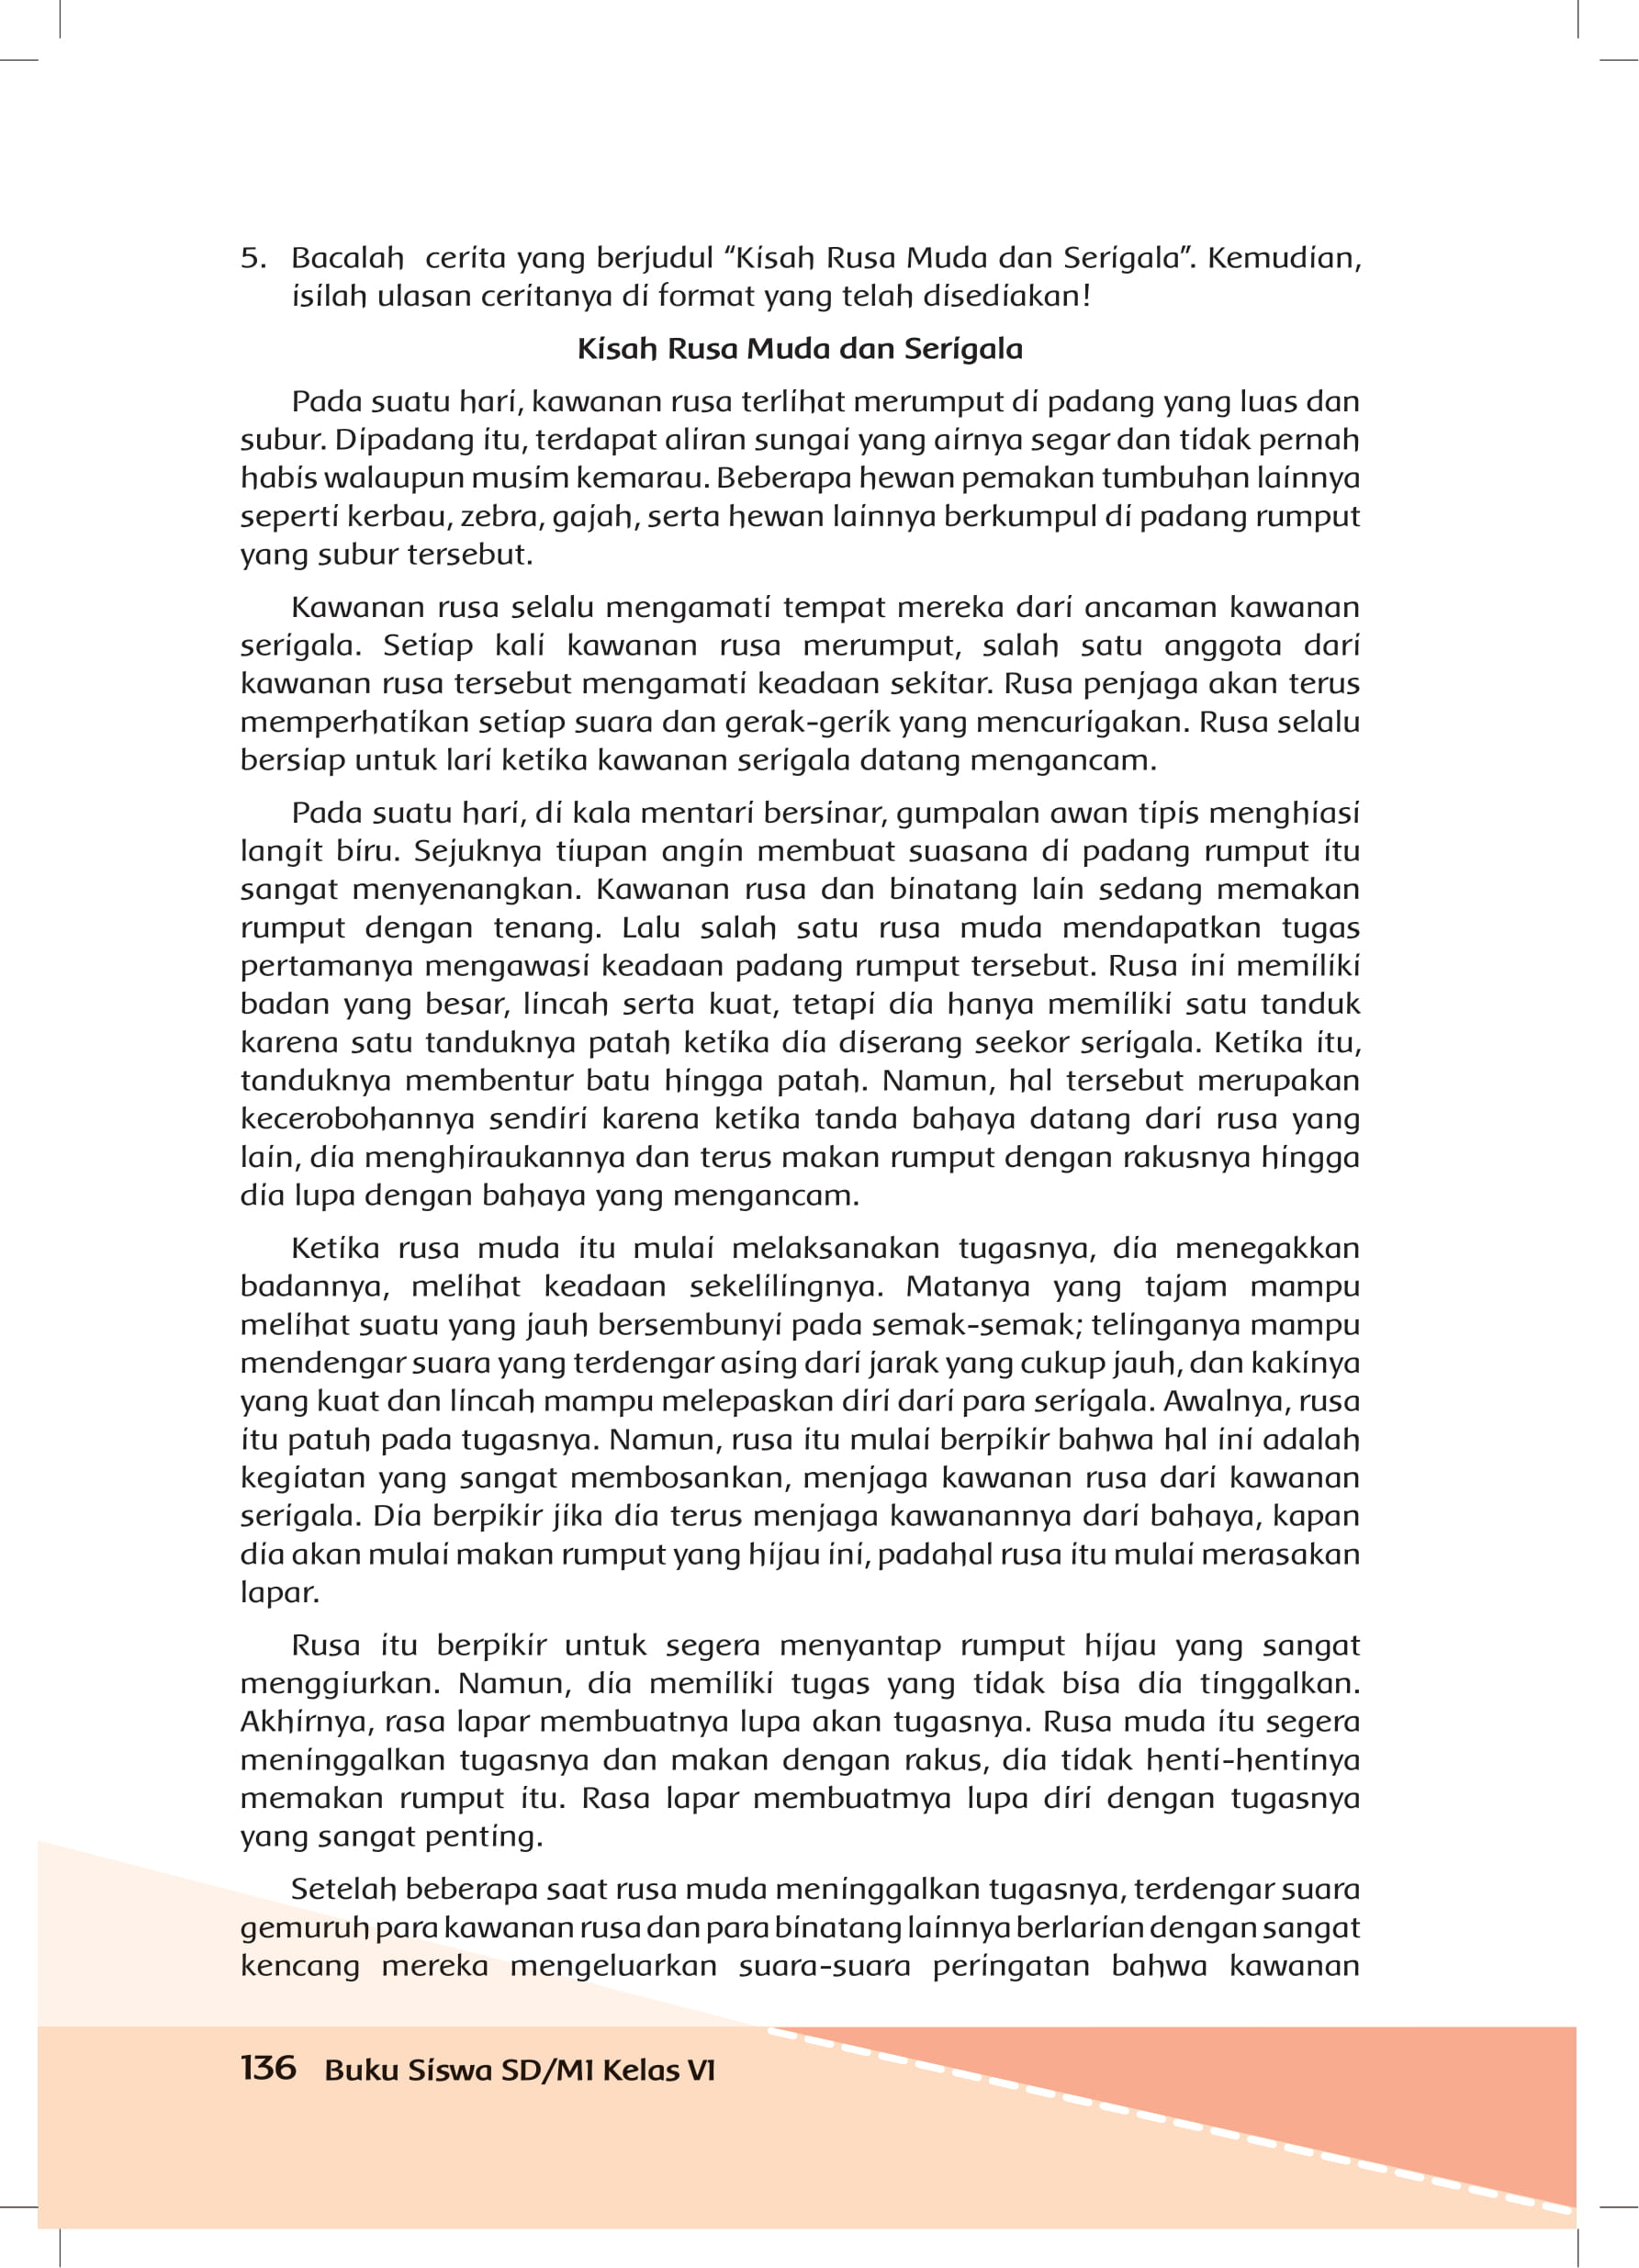 5. Bacalah cerita yang berjudul “Kisah Rusa Muda dan Serigala”. Kemudian,
isilah ulasan ceritanya di format yang telah disediakan!
Kisah Rusa Muda dan Serigala
Pada suatu hari, kawanan rusa terlihat merumput di padang yang luas dan
subur. Dipadang itu, terdapat aliran sungai yang airnya segar dan tidak pernah
habis walaupun musim kemarau. Beberapa hewan pemakan tumbuhan lainnya
seperti kerbau, zebra, gajah, serta hewan lainnya berkumpul di padang rumput
yang subur tersebut.
Kawanan rusa selalu mengamati tempat mereka dari ancaman kawanan
serigala. Setiap kali kawanan rusa merumput, salah satu anggota dari
kawanan rusa tersebut mengamati keadaan sekitar. Rusa penjaga akan terus
memperhatikan setiap suara dan gerak-gerik yang mencurigakan. Rusa selalu
bersiap untuk lari ketika kawanan serigala datang mengancam.
Pada suatu hari, di kala mentari bersinar, gumpalan awan tipis menghiasi
langit biru. Sejuknya tiupan angin membuat suasana di padang rumput itu
sangat menyenangkan. Kawanan rusa dan binatang lain sedang memakan
rumput dengan tenang. Lalu salah satu rusa muda mendapatkan tugas
pertamanya mengawasi keadaan padang rumput tersebut. Rusa ini memiliki
badan yang besar, lincah serta kuat, tetapi dia hanya memiliki satu tanduk
karena satu tanduknya patah ketika dia diserang seekor serigala. Ketika itu,
tanduknya membentur batu hingga patah. Namun, hal tersebut merupakan
kecerobohannya sendiri karena ketika tanda bahaya datang dari rusa yang
lain, dia menghiraukannya dan terus makan rumput dengan rakusnya hingga
dia lupa dengan bahaya yang mengancam.
Ketika rusa muda itu mulai melaksanakan tugasnya, dia menegakkan
badannya, melihat keadaan sekelilingnya. Matanya yang tajam mampu
melihat suatu yang jauh bersembunyi pada semak-semak; telinganya mampu
mendengar suara yang terdengar asing dari jarak yang cukup jauh, dan kakinya
yang kuat dan lincah mampu melepaskan diri dari para serigala. Awalnya, rusa
itu patuh pada tugasnya. Namun, rusa itu mulai berpikir bahwa hal ini adalah
kegiatan yang sangat membosankan, menjaga kawanan rusa dari kawanan
serigala. Dia berpikir jika dia terus menjaga kawanannya dari bahaya, kapan
dia akan mulai makan rumput yang hijau ini, padahal rusa itu mulai merasakan
lapar.
Rusa itu berpikir untuk segera menyantap rumput hijau yang sangat
menggiurkan. Namun, dia memiliki tugas yang tidak bisa dia tinggalkan.
Akhirnya, rasa lapar membuatnya lupa akan tugasnya. Rusa muda itu segera
meninggalkan tugasnya dan makan dengan rakus, dia tidak henti-hentinya
memakan rumput itu. Rasa lapar membuatmya lupa diri dengan tugasnya
yang sangat penting.
Setelah beberapa saat rusa muda meninggalkan tugasnya, terdengar suara
gemuruh para kawanan rusa dan para binatang lainnya berlarian dengan sangat
kencang mereka mengeluarkan suara-suara peringatan bahwa kawanan
136 Buku Siswa SD/MI Kelas VI